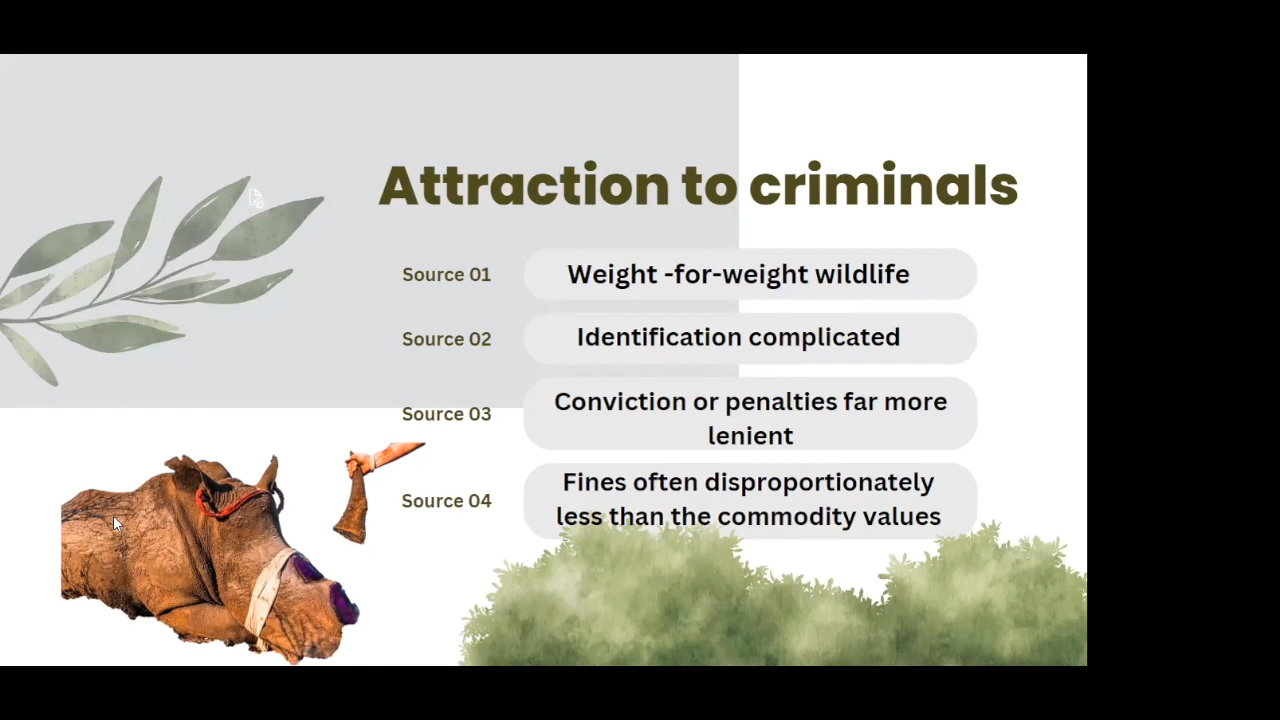 Attraction to criminals
Source 01
Weight -for-weight wildlife
Source 02
Identification complicated
Source 03
Conviction or penalties far more
lenient
Source 04
Fines often disproportionately
less than the commodity values